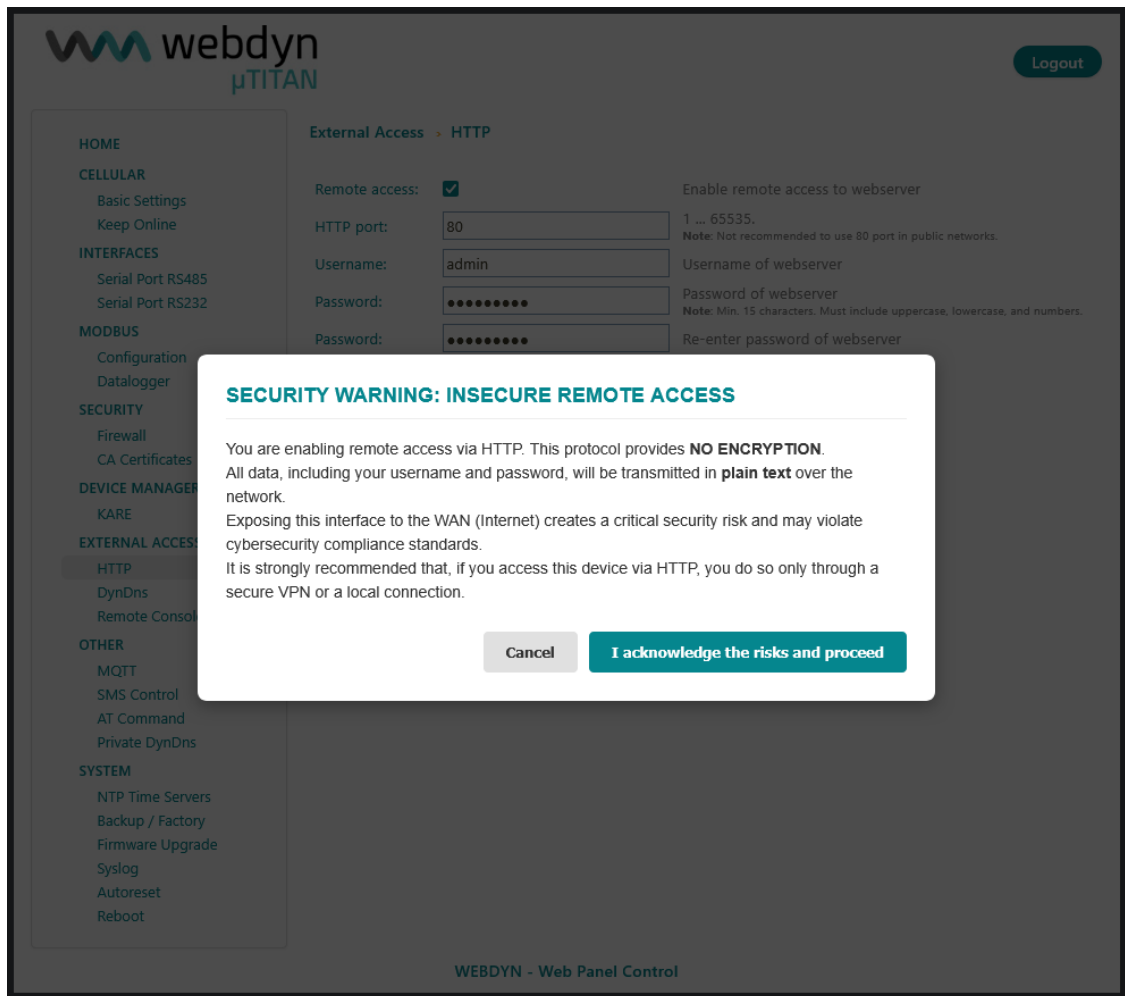 webdyn
µTITAN
Logout
HOME
CELLULAR
Basic Settings
Keep Online
INTERFACES
Serial Port RS485
Serial Port RS232
MODBUS
Configuration
Datalogger
SECURITY
Firewall
CA Certificates
DEVICE MANAGER
KARE
EXTERNAL ACCESS
HTTP
DynDns
Remote Consol
OTHER
MQTT
SMS Control
AT Command
Private DynDns
SYSTEM
NTP Time Servers
Backup / Factory
Firmware Upgrade
Syslog
Autoreset
Reboot
External Access » HTTP
Remote access: Enable remote access to webserver
HTTP port: 80 1 ... 65535.
Note: Not recommended to use 80 port in public networks.
Username: admin Username of webserver
Password: ●●●●●●●●● Password of webserver
Note: Min. 15 characters. Must include uppercase, lowercase, and numbers.
Password: ●●●●●●●●● Re-enter password of webserver
SECURITY WARNING: INSECURE REMOTE ACCESS
You are enabling remote access via HTTP. This protocol provides NO ENCRYPTION.
All data, including your username and password, will be transmitted in plain text over the
network.
Exposing this interface to the WAN (Internet) creates a critical security risk and may violate
cybersecurity compliance standards.
It is strongly recommended that, if you access this device via HTTP, you do so only through a
secure VPN or a local connection.
Cancel
I acknowledge the risks and proceed
WEBDYN - Web Panel Control